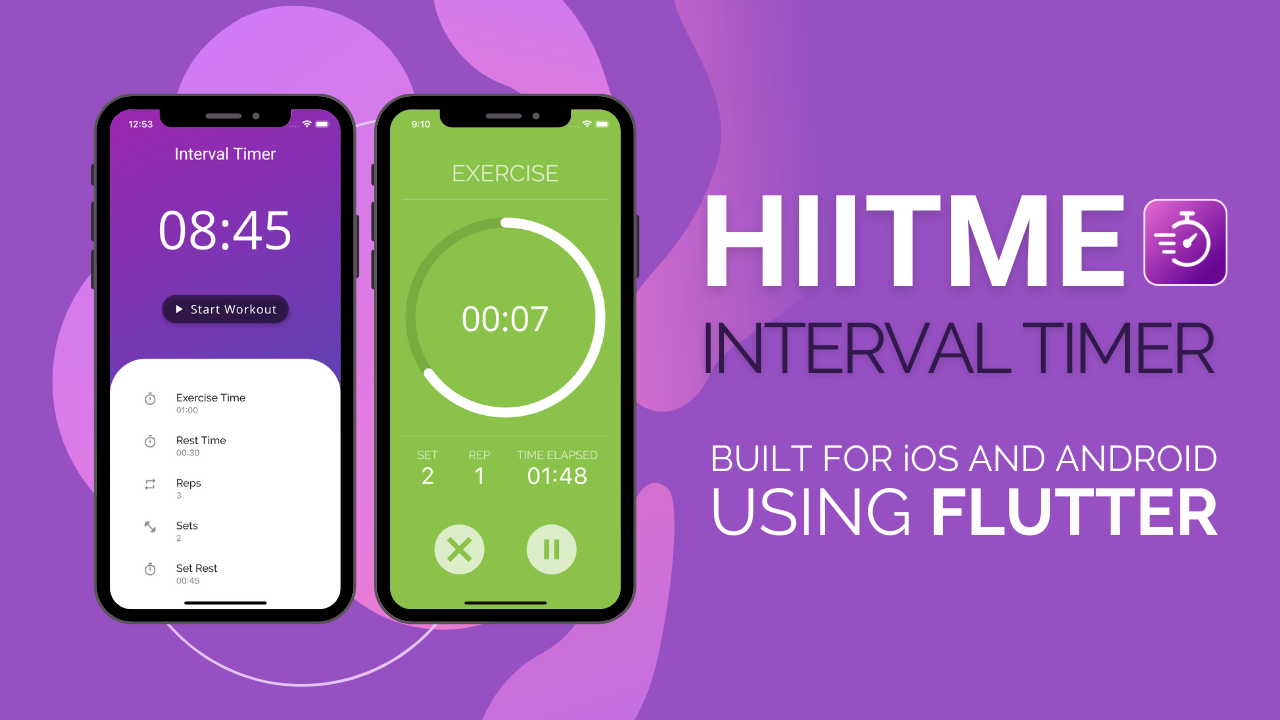 12:53
Interval Timer
08:45
Start Workout
Exercise Time
01:00
Rest Time
00:30
Reps
3
Sets
2
Set Rest
00:45
9:10
EXERCISE
00:07
SET REP TIME ELAPSED
2 1 01:48
HIITME
INTERVAL TIMER
BUILT FOR iOS AND ANDROID
USING FLUTTER